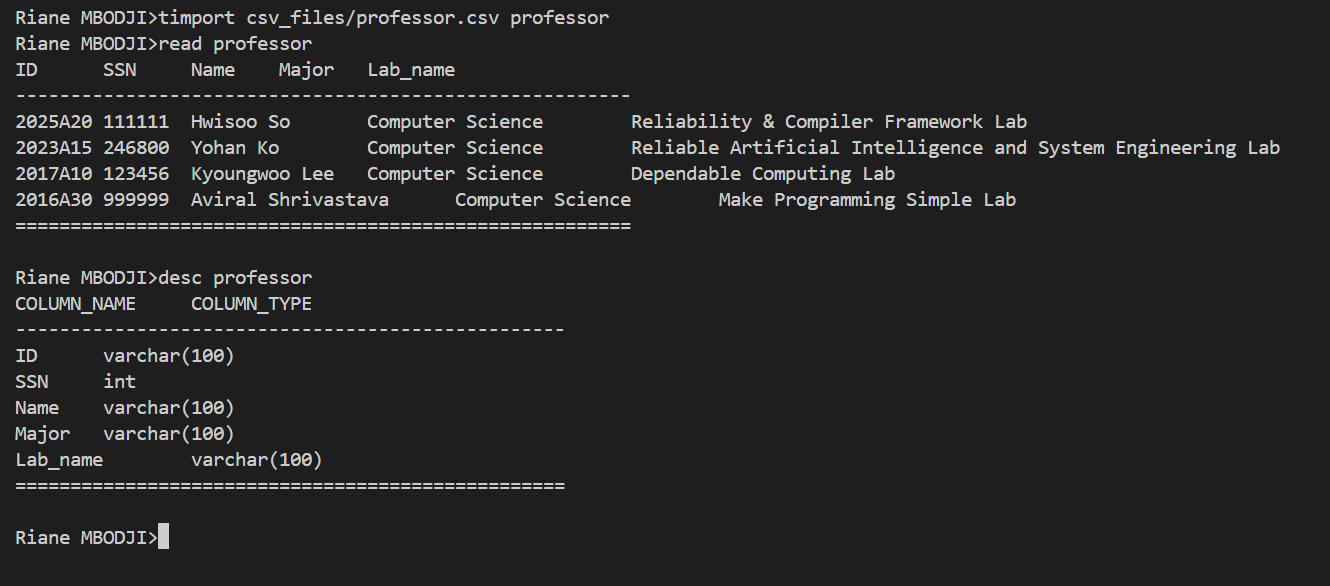 Riane MBODJI>timport csv_files/professor.csv professor
Riane MBODJI>read professor
ID      SSN     Name    Major   Lab_name
--------------------------------------------------------
2025A20 111111  Hwisoo So       Computer Science        Reliability & Compiler Framework Lab
2023A15 246800  Yohan Ko        Computer Science        Reliable Artificial Intelligence and System Engineering Lab
2017A10 123456  Kyoungwoo Lee   Computer Science        Dependable Computing Lab
2016A30 999999  Aviral Shrivastava      Computer Science        Make Programming Simple Lab
========================================================

Riane MBODJI>desc professor
COLUMN_NAME     COLUMN_TYPE
--------------------------------------------------
ID      varchar(100)
SSN     int
Name    varchar(100)
Major   varchar(100)
Lab_name        varchar(100)
==================================================

Riane MBODJI>